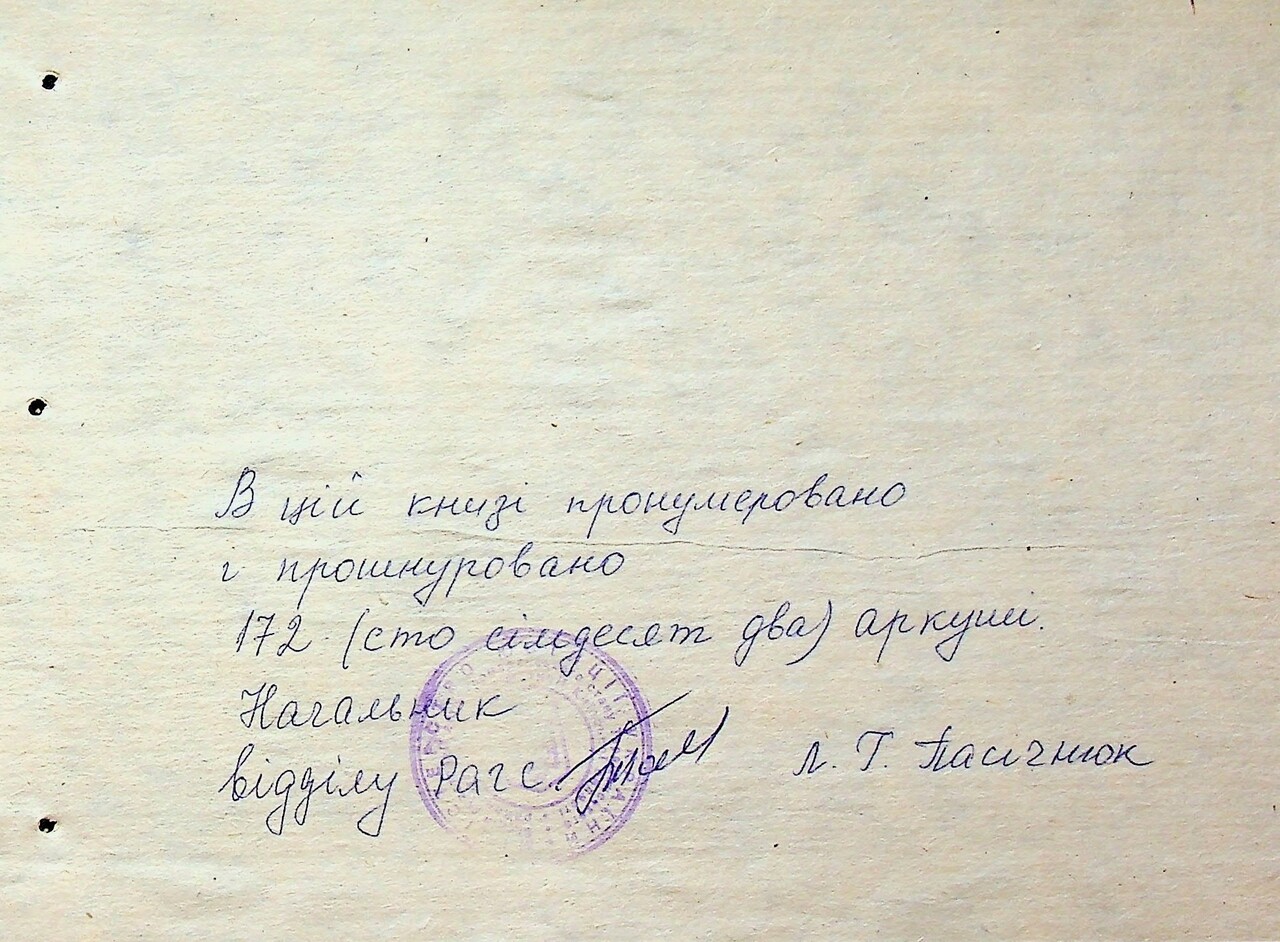 В цій книзі пронумеровано
і прошнуровано
172 (сто сімдесят два) аркуші.
Начальник
відділу Рагс. Л. Г. Пасічнюк